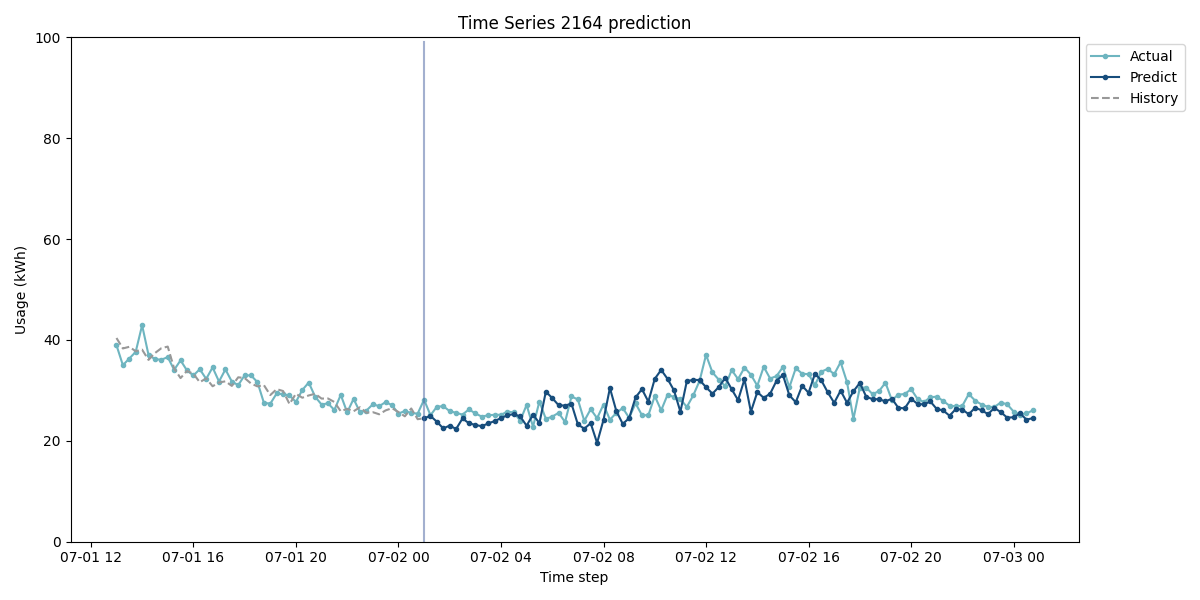 Time Series 2164 prediction
100
80
60
40
20
0
Usage (kWh)
07-01 12
07-01 16
07-01 20
07-02 00
07-02 04
07-02 08
07-02 12
07-02 16
07-02 20
07-03 00
Time step
Actual
Predict
History